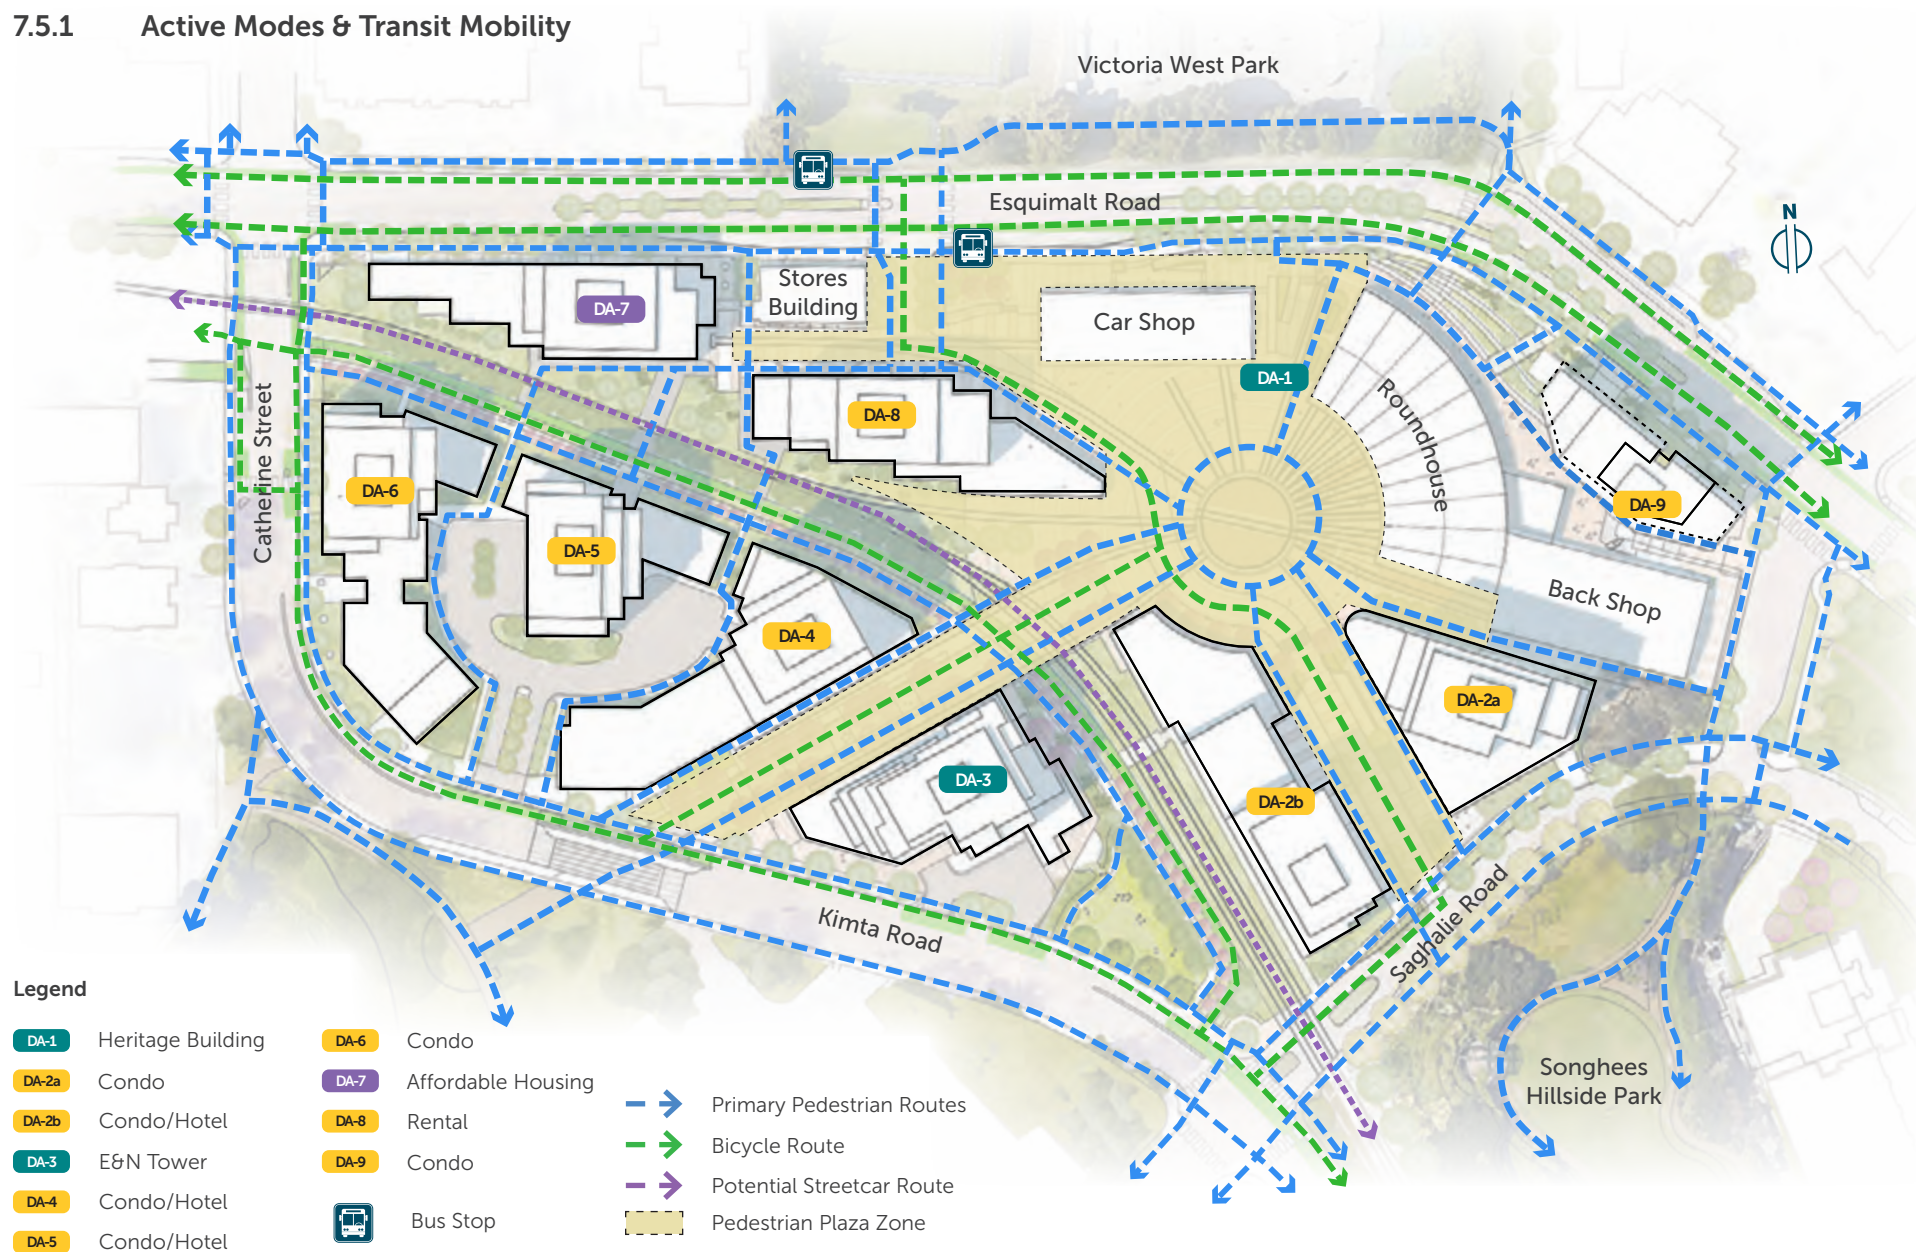 7.5.1 Active Modes & Transit Mobility
Victoria West Park
Esquimalt Road
N
Stores
Building
DA-7
Car Shop
DA-1
Roundhouse
DA-8
Catherine Street
DA-6
DA-5
DA-9
Back Shop
DA-4
DA-2a
DA-3
DA-2b
Kimta Road
Saghalie Road
Songhees
Hillside Park
Legend
DA-1 Heritage Building
DA-2a Condo
DA-2b Condo/Hotel
DA-3 E&N Tower
DA-4 Condo/Hotel
DA-5 Condo/Hotel
DA-6 Condo
DA-7 Affordable Housing
DA-8 Rental
DA-9 Condo
Bus Stop
Primary Pedestrian Routes
Bicycle Route
Potential Streetcar Route
Pedestrian Plaza Zone